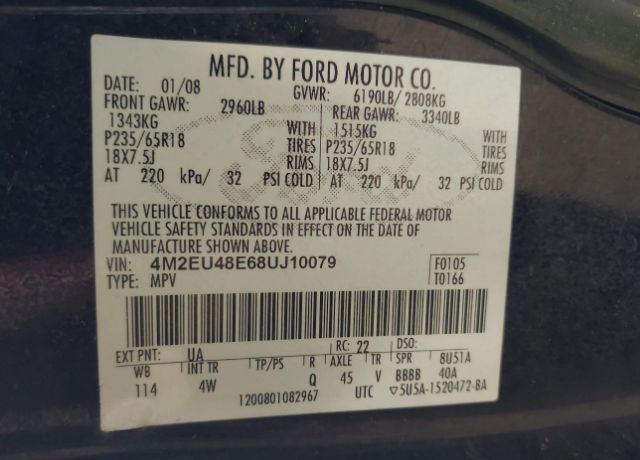 MFD. BY FORD MOTOR CO.
DATE: 01/08 GVWR: 6190LB/ 2808KG
FRONT GAWR: 2960LB REAR GAWR: 3340LB
1343KG WITH 1515KG WITH
P235/65R18 TIRES P235/65R18 TIRES
18X7.5J RIMS 18X7.5J RIMS
AT 220 kPa/ 32 PSI COLD AT 220 kPa/ 32 PSI COLD
THIS VEHICLE CONFORMS TO ALL APPLICABLE FEDERAL MOTOR
VEHICLE SAFETY STANDARDS IN EFFECT ON THE DATE OF
MANUFACTURE SHOWN ABOVE.
VIN: 4M2EU48E68UJ10079 F0105
TYPE: MPV T0166
EXT PNT: UA RC: 22 DSO:
WB INT TR TP/PS R AXLE TR SPR 8U51A
114 4W Q 45 V BBBB 40A
1200801082967 UTC ▽5U5A-1520472-BA